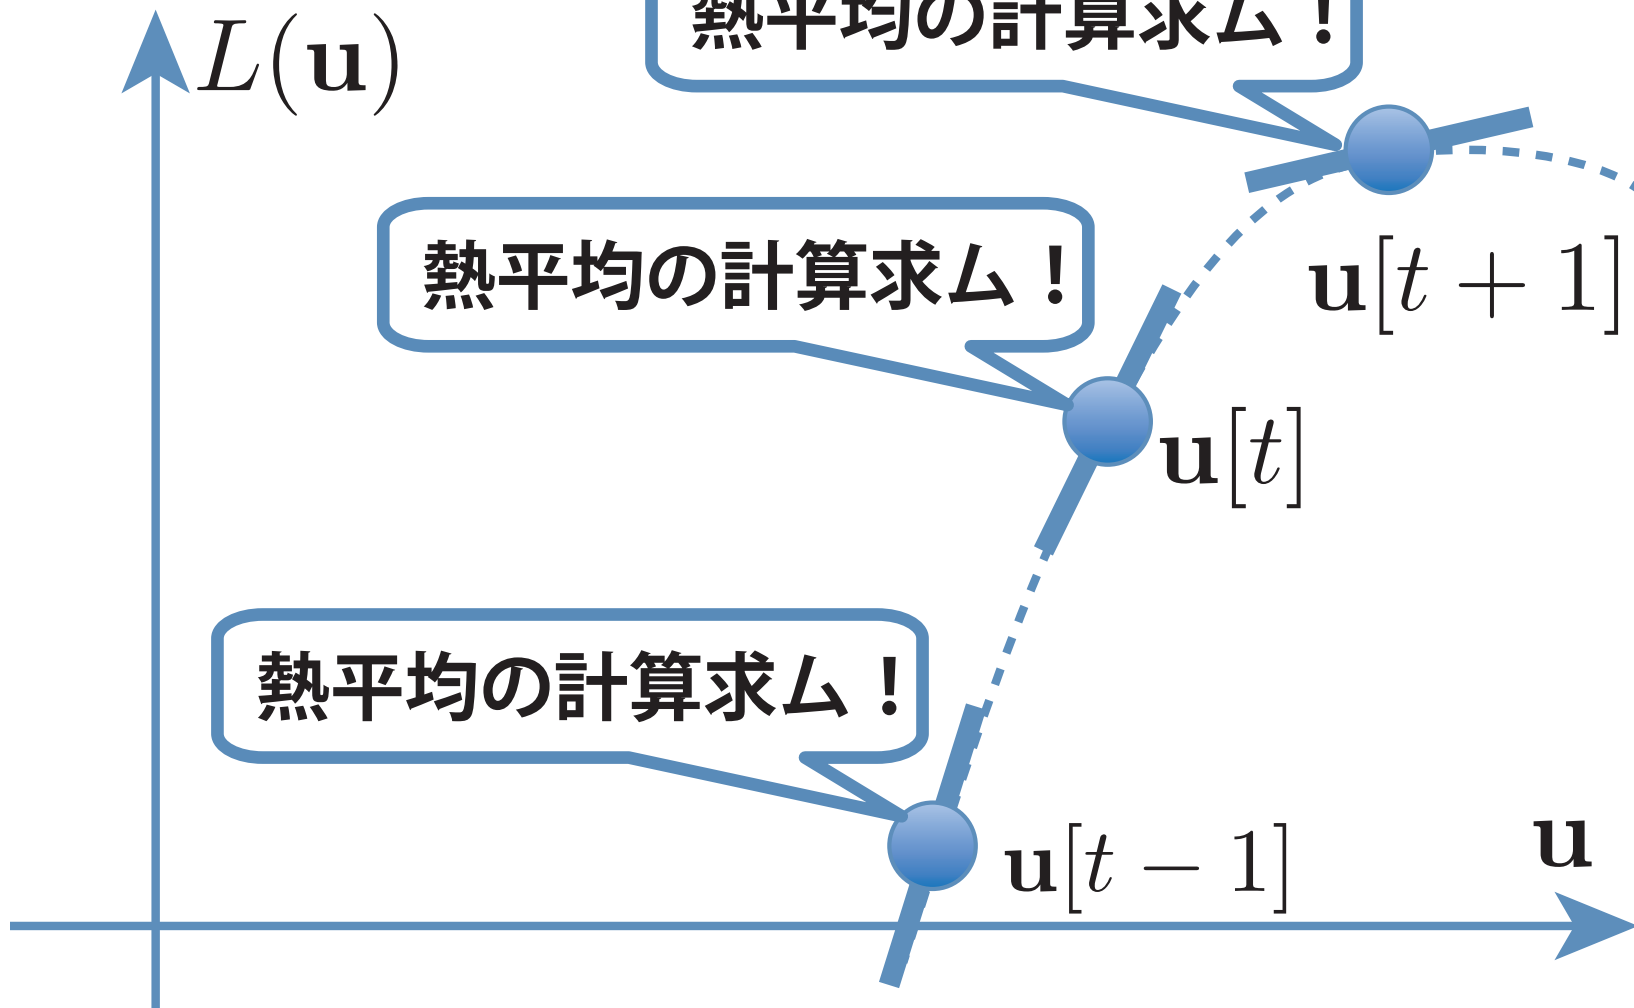 熱平均の計算求ム！
L(u)
u[t + 1]
熱平均の計算求ム！
u[t]
熱平均の計算求ム！
u[t − 1]
u